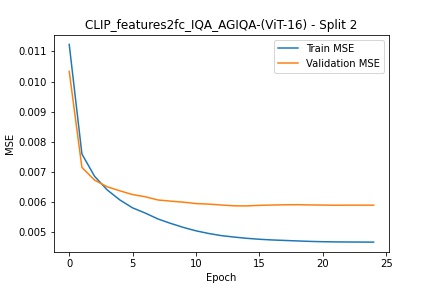 CLIP_features2fc_IQA_AGIQA-(ViT-16) - Split 2
Train MSE
Validation MSE
MSE
0.011
0.010
0.009
0.008
0.007
0.006
0.005
0 5 10 15 20 25
Epoch